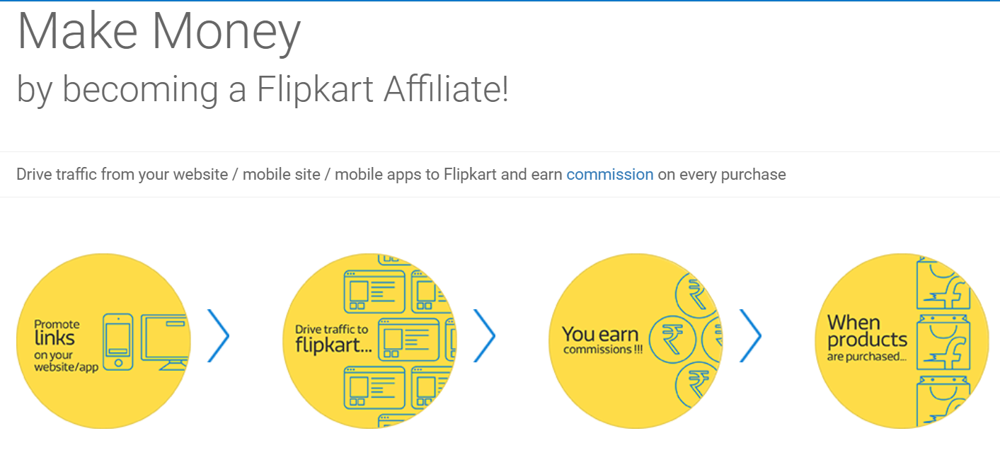 Make Money
by becoming a Flipkart Affiliate!
Drive traffic from your website / mobile site / mobile apps to Flipkart and earn commission on every purchase
Promote
links
on your
website/app
Drive traffic to
flipkart...
You earn
commissions !!!
When
products
are purchased...